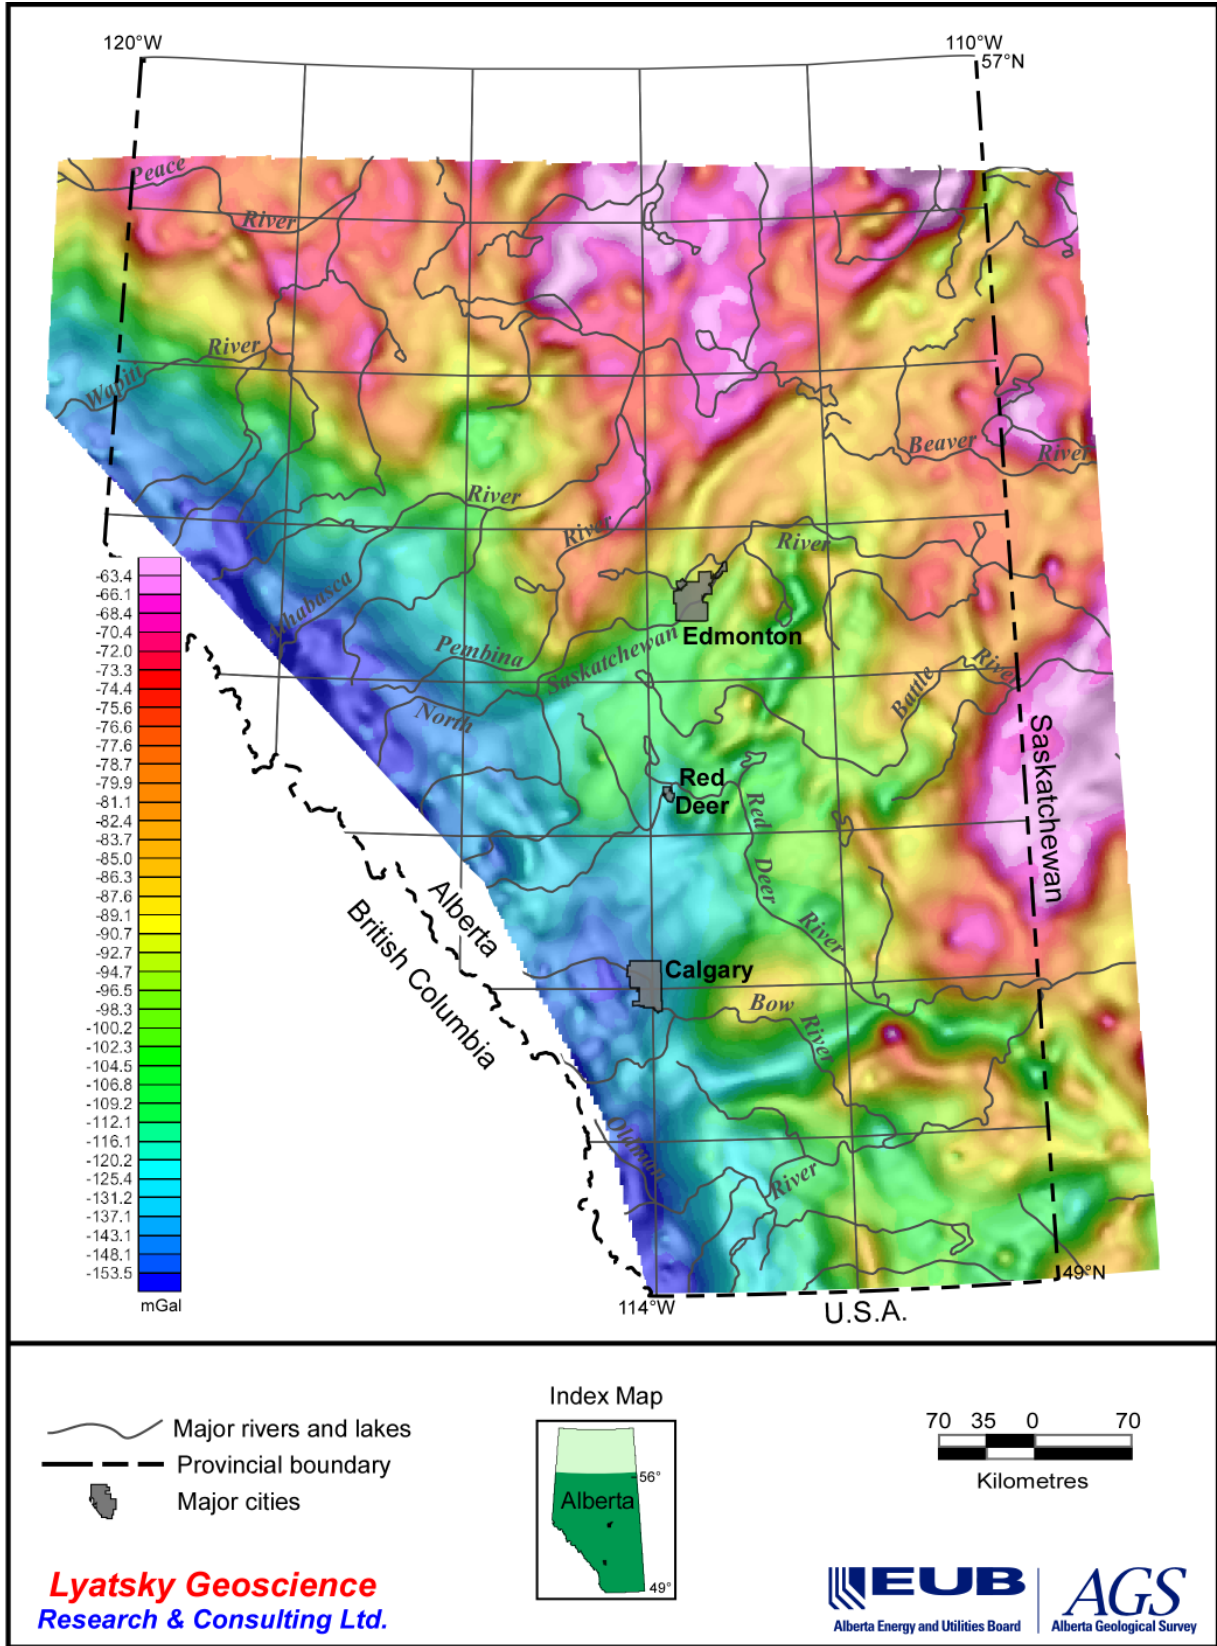 120°W
110°W
57°N
Peace
River
River
Wapiti
Beaver
River
River
River
River
Athabasca
Edmonton
Pembina
Saskatchewan
North
Battle
River
Saskatchewan
Red
Deer
Red
Deer
River
Alberta
British Columbia
Calgary
Bow
River
Oldman
River
-63.4
-66.1
-68.4
-70.4
-72.0
-73.3
-74.4
-75.6
-76.6
-77.6
-78.7
-79.9
-81.1
-82.4
-83.7
-85.0
-86.3
-87.6
-89.1
-90.7
-92.7
-94.7
-96.5
-98.3
-100.2
-102.3
-104.5
-106.8
-109.2
-112.1
-116.1
-120.2
-125.4
-131.2
-137.1
-143.1
-148.1
-153.5
mGal
114°W
49°N
U.S.A.
Major rivers and lakes
Provincial boundary
Major cities
Index Map
56°
Alberta
49°
70 35 0 70
Kilometres
Lyatsky Geoscience
Research & Consulting Ltd.
EUB
Alberta Energy and Utilities Board
AGS
Alberta Geological Survey